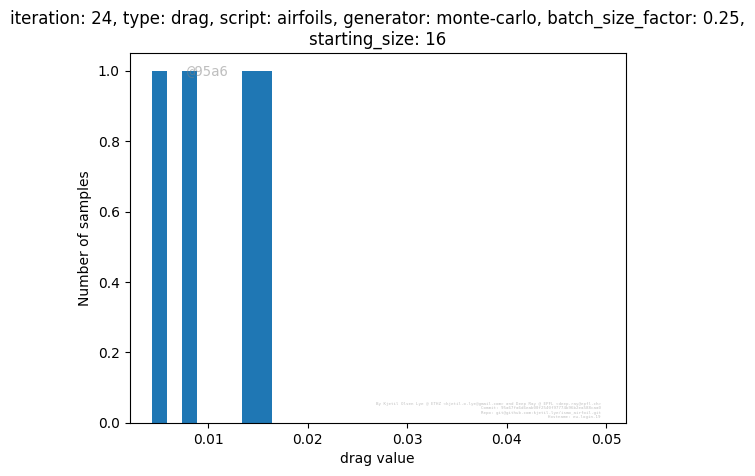 iteration: 24, type: drag, script: airfoils, generator: monte-carlo, batch_size_factor: 0.25,
starting_size: 16
@95a6
1.0
0.8
0.6
0.4
0.2
0.0
Number of samples
0.01
0.02
0.03
0.04
0.05
drag value